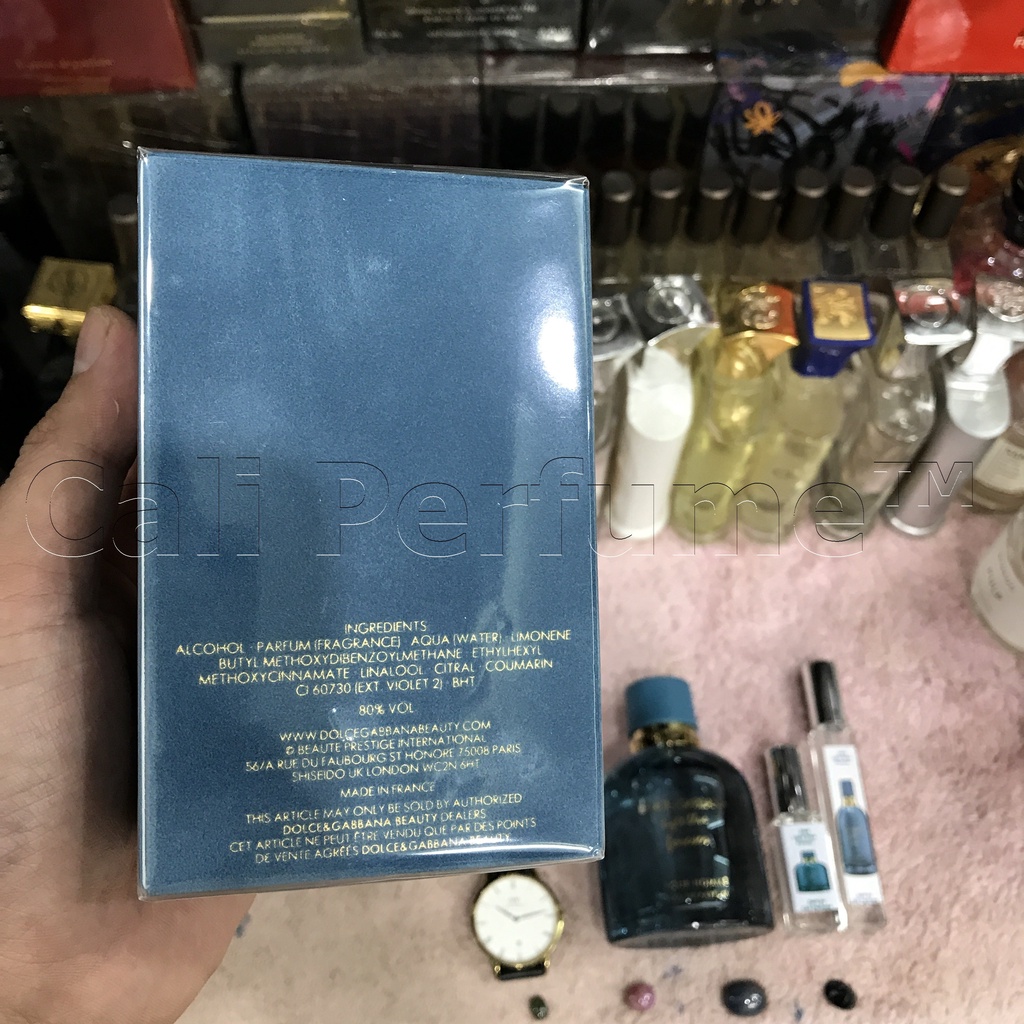 Cali Perfume™
INGREDIENTS
ALCOHOL · PARFUM (FRAGRANCE) · AQUA (WATER) · LIMONENE
BUTYL METHOXYDIBENZOYLMETHANE · ETHYLHEXYL
METHOXYCINNAMATE · LINALOOL · CITRAL · COUMARIN
CI 60730 (EXT. VIOLET 2) · BHT
80% VOL
WWW.DOLCEGABBANABEAUTY.COM
© BEAUTE PRESTIGE INTERNATIONAL
56/A RUE DU FAUBOURG ST HONORE 75008 PARIS
SHISEIDO UK LONDON WC2N 6HT
MADE IN FRANCE
THIS ARTICLE MAY ONLY BE SOLD BY AUTHORIZED
DOLCE&GABBANA BEAUTY DEALERS
CET ARTICLE NE PEUT ÊTRE VENDU QUE PAR DES POINTS
DE VENTE AGRÉÉS DOLCE&GABBANA BEAUTY